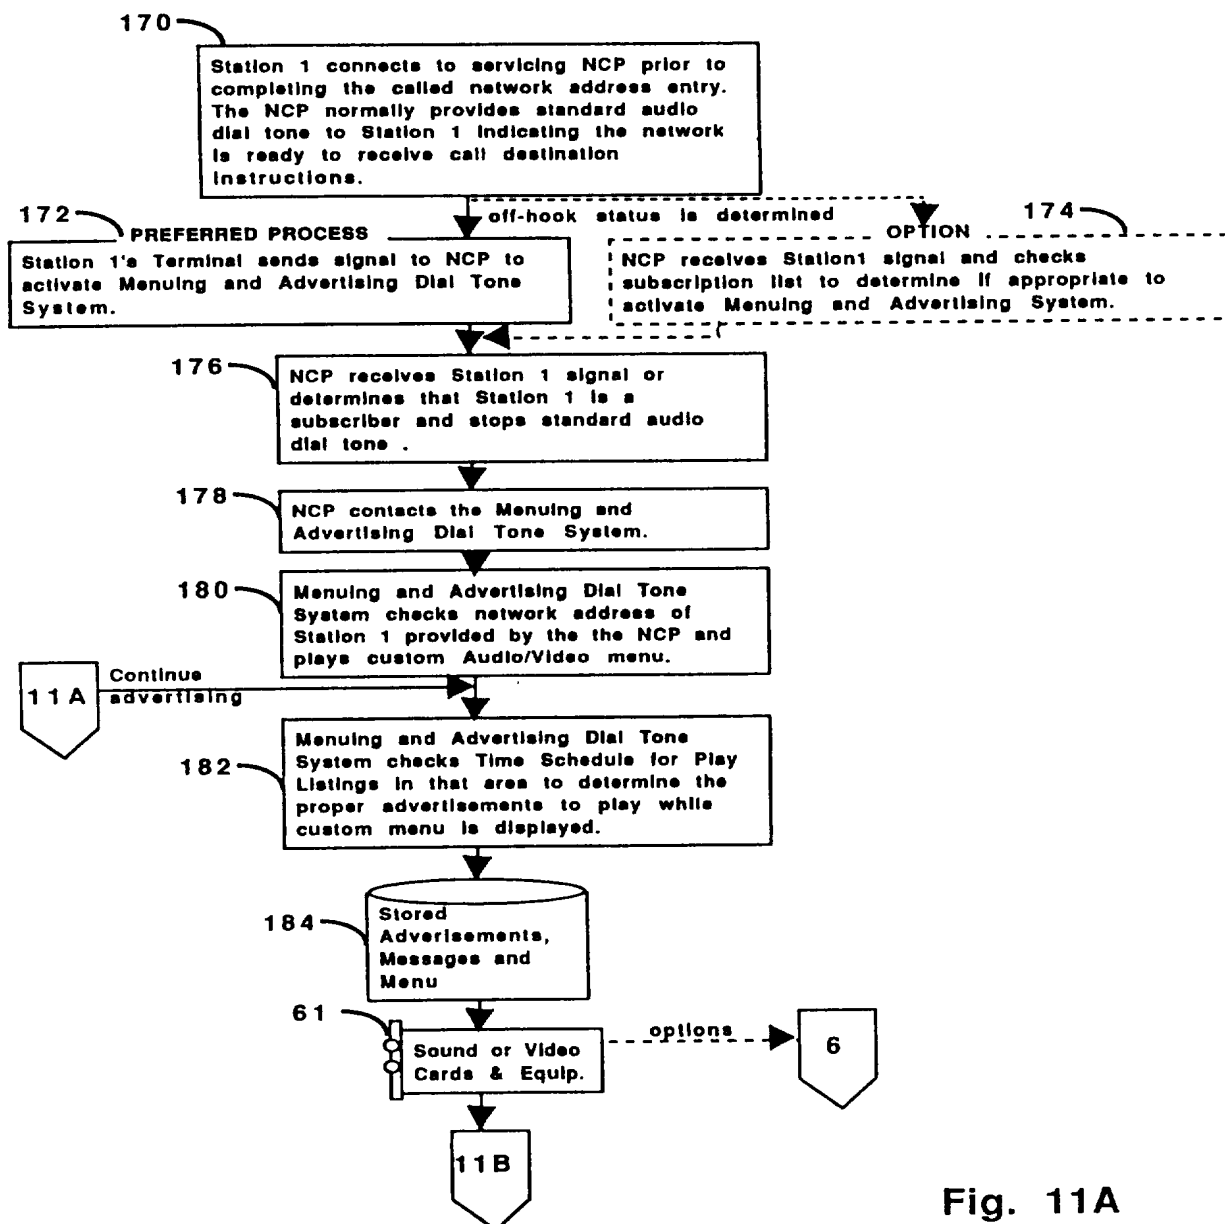 170
Station 1 connects to servicing NCP prior to
completing the called network address entry.
The NCP normally provides standard audio
dial tone to Station 1 indicating the network
is ready to receive call destination
instructions.
off-hook status is determined
172
PREFERRED PROCESS
Station 1's Terminal sends signal to NCP to
activate Menuing and Advertising Dial Tone
System.
174
OPTION
NCP receives Station1 signal and checks
subscription list to determine if appropriate to
activate Menuing and Advertising System.
176
NCP receives Station 1 signal or
determines that Station 1 is a
subscriber and stops standard audio
dial tone .
178
NCP contacts the Menuing and
Advertising Dial Tone System.
180
Menuing and Advertising Dial Tone
System checks network address of
Station 1 provided by the the NCP and
plays custom Audio/Video menu.
11A
Continue
advertising
182
Menuing and Advertising Dial Tone
System checks Time Schedule for Play
Listings in that area to determine the
proper advertisements to play while
custom menu is displayed.
184
Stored
Adverisements,
Messages and
Menu
61
Sound or Video
Cards & Equip.
options
6
11B
Fig. 11A